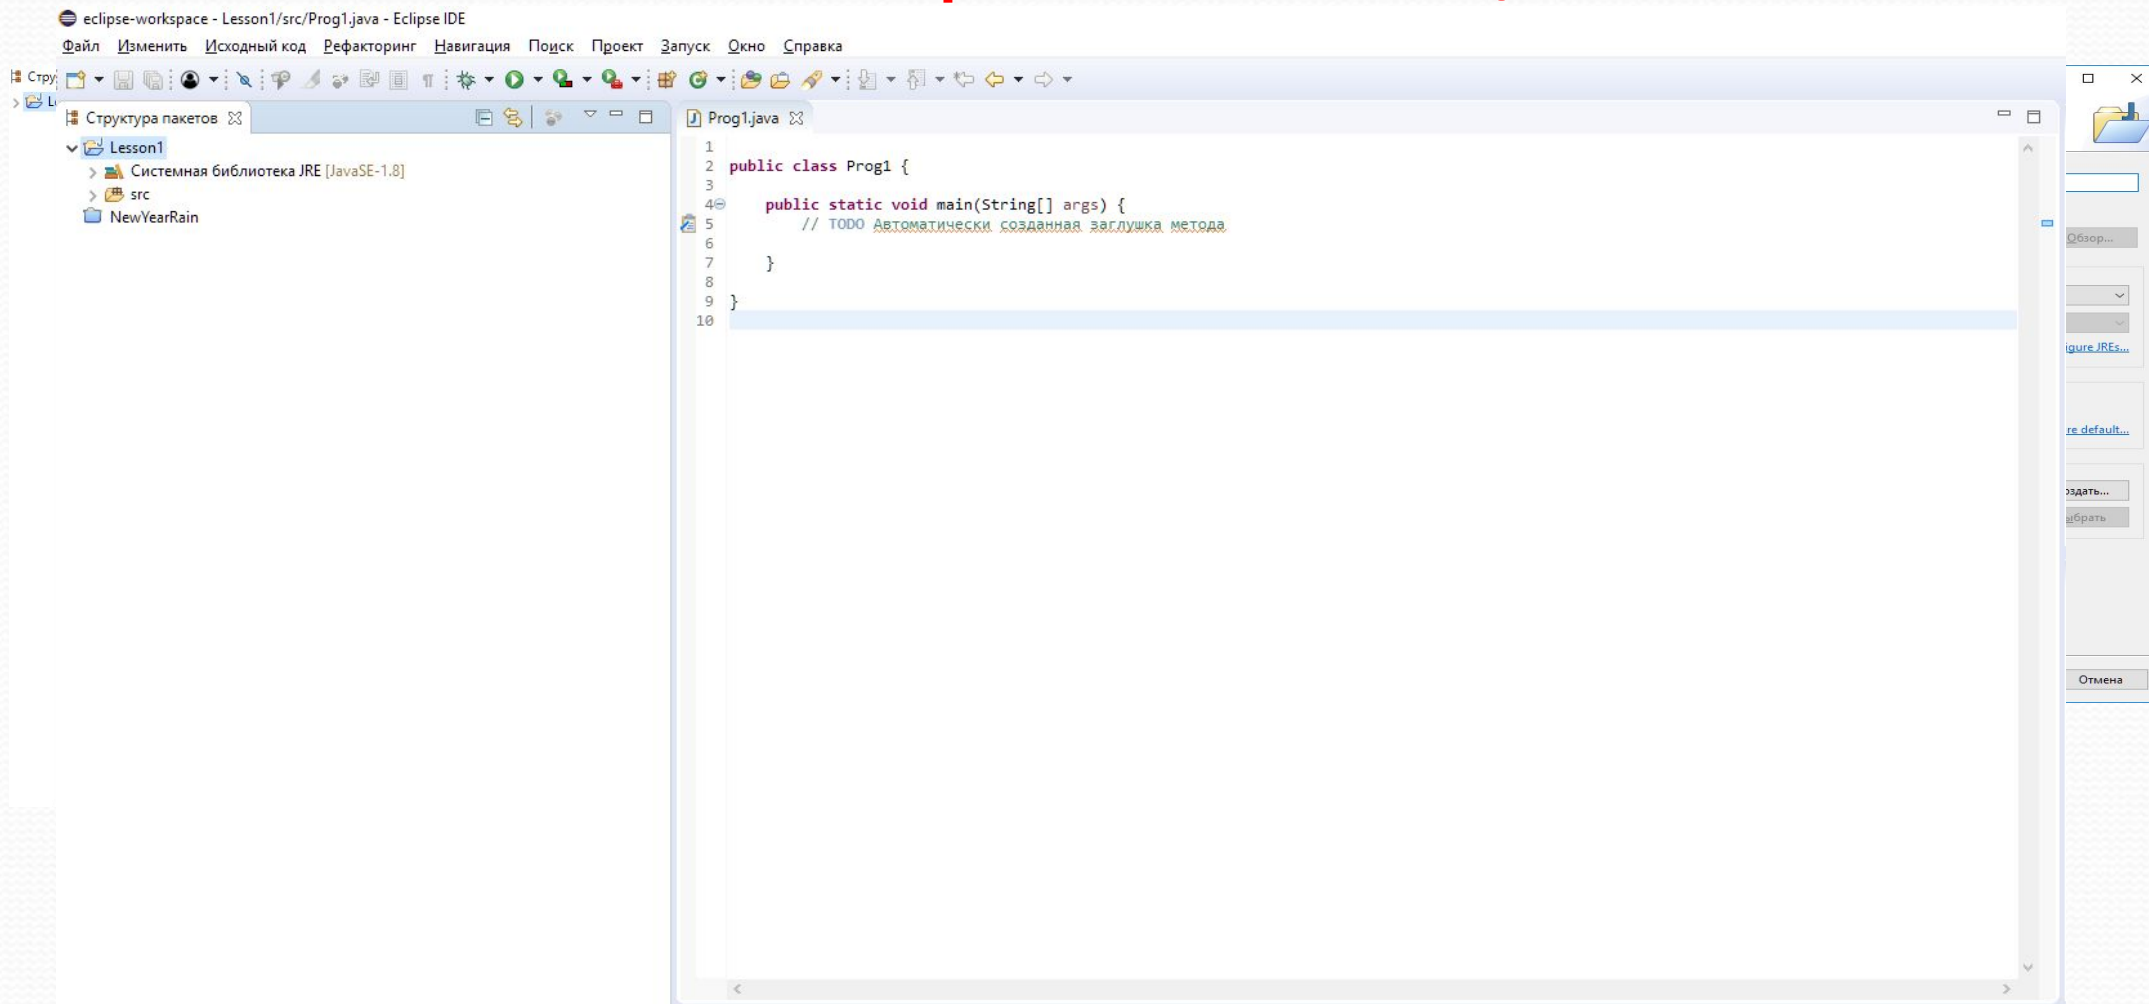 eclipse-workspace - Lesson1/src/Prog1.java - Eclipse IDE
Файл Изменить Исходный код Рефакторинг Навигация Поиск Проект Запуск Окно Справка
Стру
Структура пакетов
Lesson1
Системная библиотека JRE [JavaSE-1.8]
src
NewYearRain
Prog1.java
1
2 public class Prog1 {
3
4 public static void main(String[] args) {
5 // TODO Автоматически созданная заглушка метода
6
7 }
8
9 }
10
Обзор...
igure JREs...
re default...
оздать...
ыбрать
Отмена